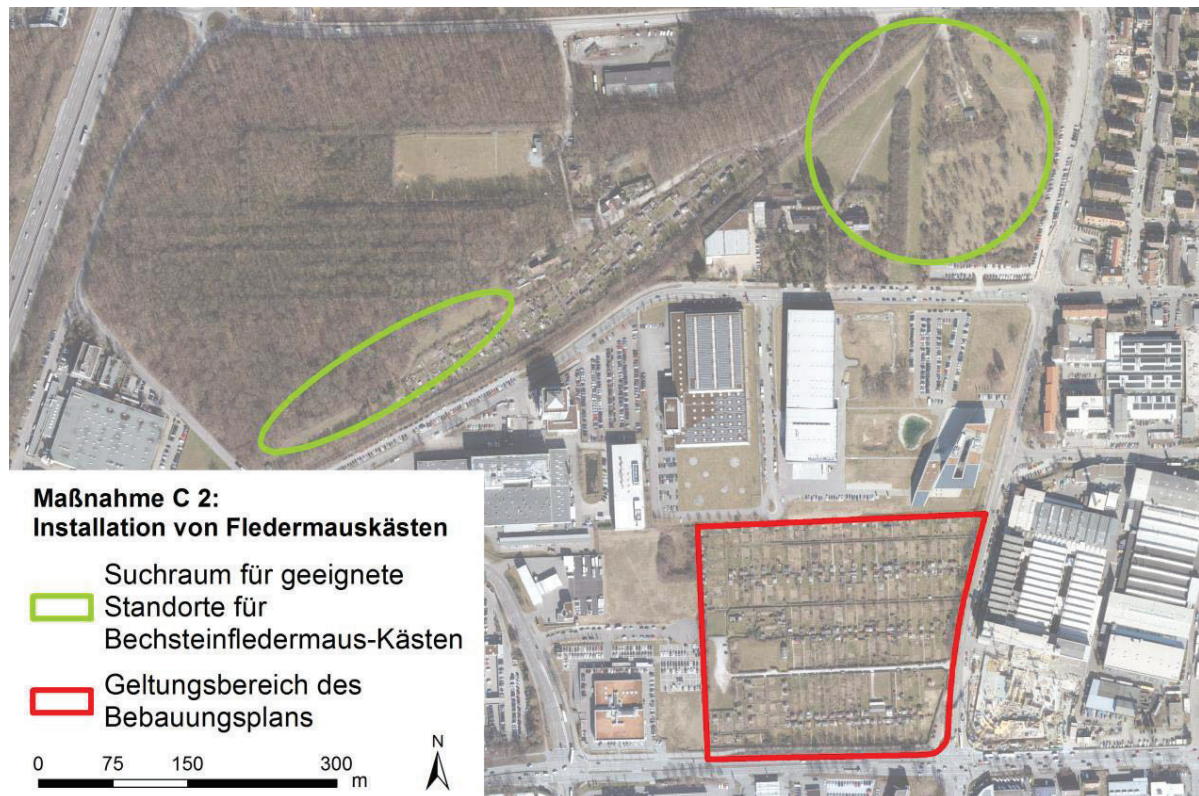 Maßnahme C 2:
Installation von Fledermauskästen
Suchraum für geeignete
Standorte für
Bechsteinfledermaus-Kästen
Geltungsbereich des
Bebauungsplans
N
0 75 150 300
m